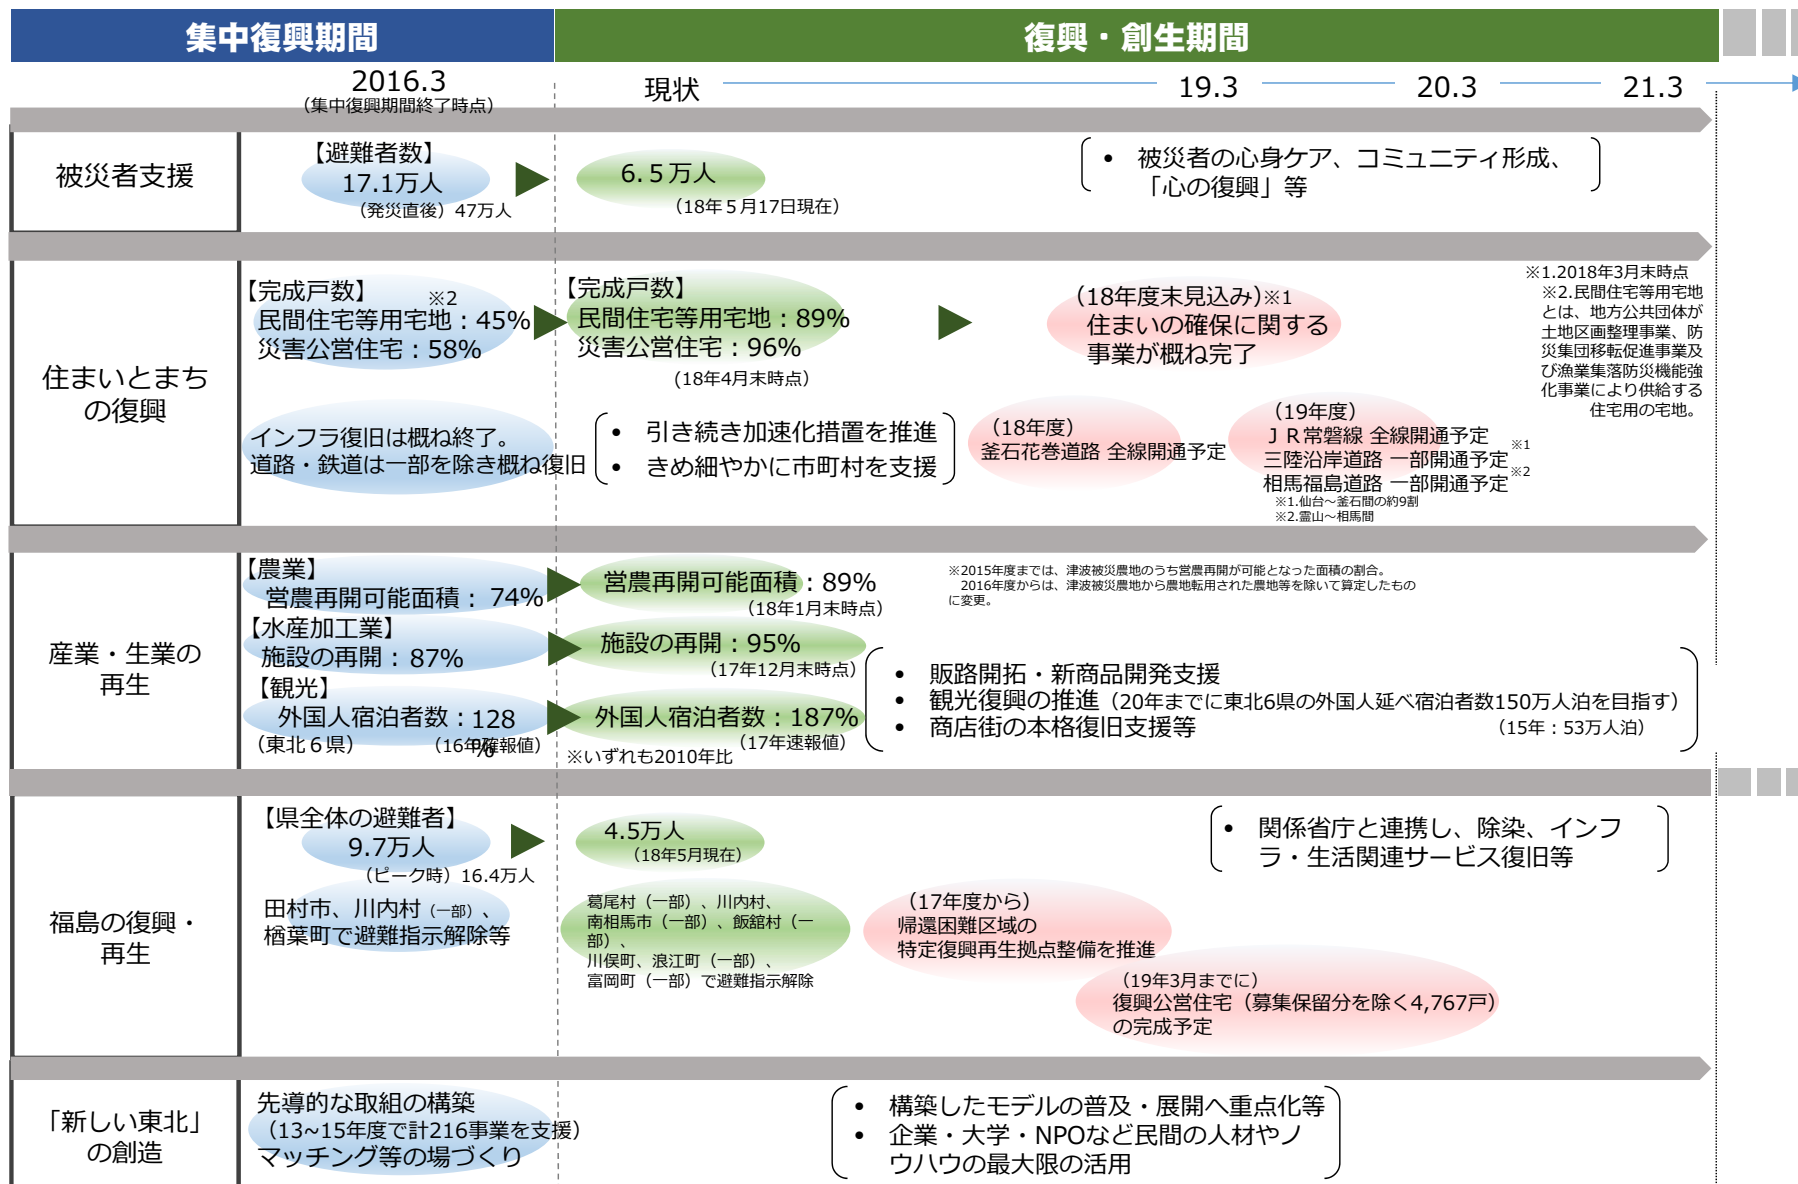 集中復興期間
復興・創生期間
2016.3
（集中復興期間終了時点）
現状
19.3
20.3
21.3
被災者支援
【避難者数】
17.1万人
（発災直後）47万人
6.５万人
（18年５月17日現在）
• 被災者の心身ケア、コミュニティ形成、
「心の復興」等
住まいとまち
の復興
【完成戸数】
※2
民間住宅等用宅地：45%
災害公営住宅：58%
【完成戸数】
民間住宅等用宅地：89%
災害公営住宅：96%
(18年4月末時点）
（18年度末見込み）※1
住まいの確保に関する
事業が概ね完了
※1.2018年3月末時点
※2.民間住宅等用宅地
とは、地方公共団体が
土地区画整理事業、防
災集団移転促進事業及
び漁業集落防災機能強
化事業により供給する
住宅用の宅地。
インフラ復旧は概ね終了。
道路・鉄道は一部を除き概ね復旧
• 引き続き加速化措置を推進
• きめ細やかに市町村を支援
（18年度）
釜石花巻道路 全線開通予定
（19年度）
ＪＲ常磐線 全線開通予定
三陸沿岸道路 一部開通予定※1
相馬福島道路 一部開通予定※2
※1.仙台～釜石間の約9割
※2.霊山～相馬間
産業・生業の
再生
【農業】
営農再開可能面積：74%
営農再開可能面積：89%
（18年1月末時点）
※2015年度までは、津波被災農地のうち営農再開が可能となった面積の割合。
2016年度からは、津波被災農地から農地転用された農地等を除いて算定したもの
に変更。
【水産加工業】
施設の再開：87%
施設の再開：95%
（17年12月末時点）
【観光】
外国人宿泊者数：128
%
（東北６県）
（16年確報値）
外国人宿泊者数：187%
（17年速報値）
※いずれも2010年比
• 販路開拓・新商品開発支援
• 観光復興の推進（20年までに東北6県の外国人延べ宿泊者数150万人泊を目指す）
• 商店街の本格復旧支援等
（15年：53万人泊）
福島の復興・
再生
【県全体の避難者】
9.7万人
（ピーク時）16.4万人
4.5万人
（18年5月現在）
• 関係省庁と連携し、除染、インフ
ラ・生活関連サービス復旧等
田村市、川内村（一部）、
楢葉町で避難指示解除等
葛尾村（一部）、川内村、
南相馬市（一部）、飯舘村（一
部）、
川俣町、浪江町（一部）、
富岡町（一部）で避難指示解除
（17年度から）
帰還困難区域の
特定復興再生拠点整備を推進
（19年3月までに）
復興公営住宅（募集保留分を除く4,767戸）
の完成予定
「新しい東北」
の創造
先導的な取組の構築
（13~15年度で計216事業を支援）
マッチング等の場づくり
• 構築したモデルの普及・展開へ重点化等
• 企業・大学・NPOなど民間の人材やノ
ウハウの最大限の活用